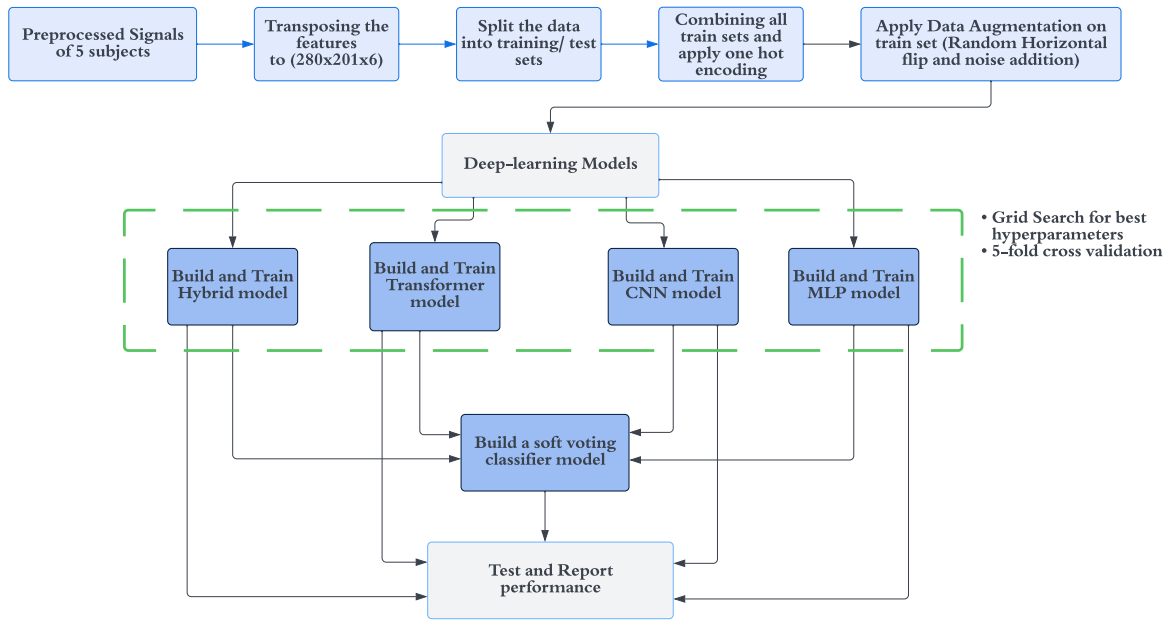 Preprocessed Signals
of 5 subjects
Transposing the
features
to (280x201x6)
Split the data
into training/ test
sets
Combining all
train sets and
apply one hot
encoding
Apply Data Augmentation on
train set (Random Horizontal
flip and noise addition)
Deep-learning Models
• Grid Search for best
hyperparameters
• 5-fold cross validation
Build and Train
Hybrid model
Build and Train
Transformer
model
Build and Train
CNN model
Build and Train
MLP model
Build a soft voting
classifier model
Test and Report
performance